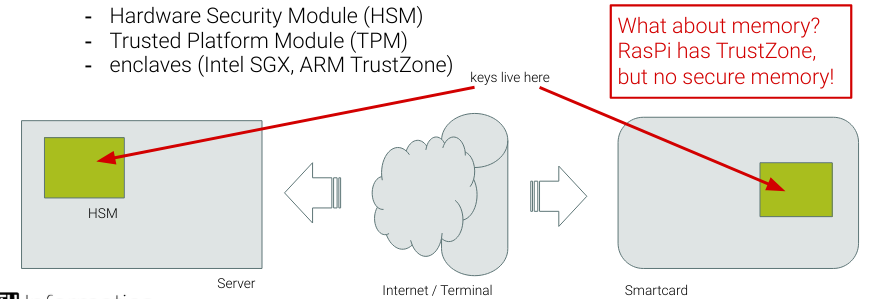 - Hardware Security Module (HSM)
- Trusted Platform Module (TPM)
- enclaves (Intel SGX, ARM TrustZone)
What about memory?
RasPi has TrustZone,
but no secure memory!
keys live here
HSM
Server
Internet / Terminal
Smartcard